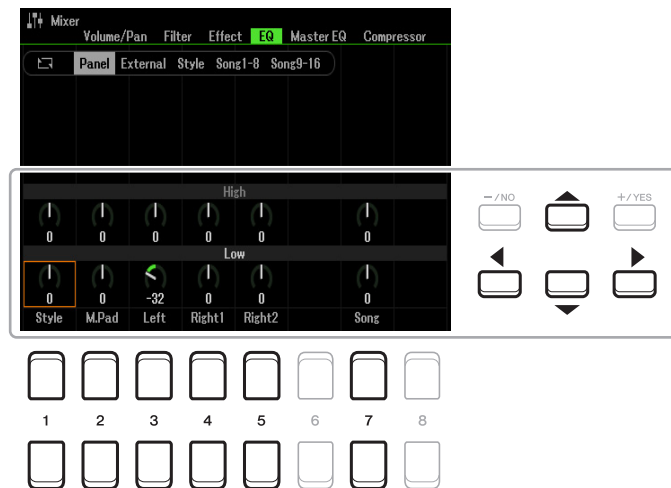 Mixer
Volume/Pan Filter Effect EQ Master EQ Compressor
Panel External Style Song1-8 Song9-16
High
0 0 0 0 0 0
Low
0 0 -32 0 0 0
Style M.Pad Left Right1 Right2 Song
−/NO +/YES
1 2 3 4 5 6 7 8